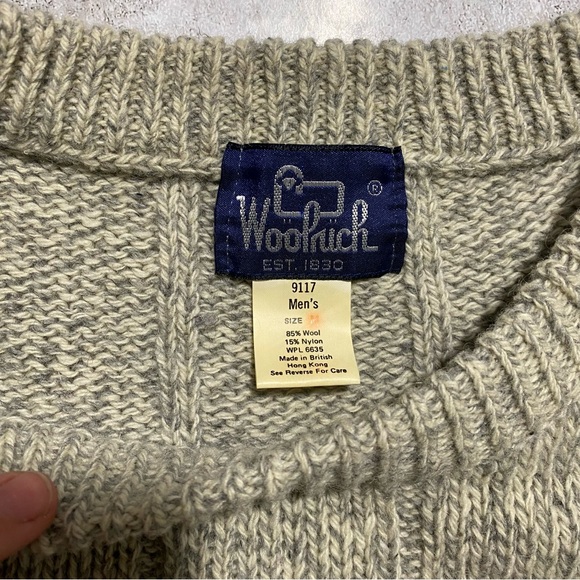 Woolrich
®
EST. 1830
9117
Men's
SIZE
85% Wool
15% Nylon
WPL 6635
Made in British
Hong Kong
See Reverse For Care